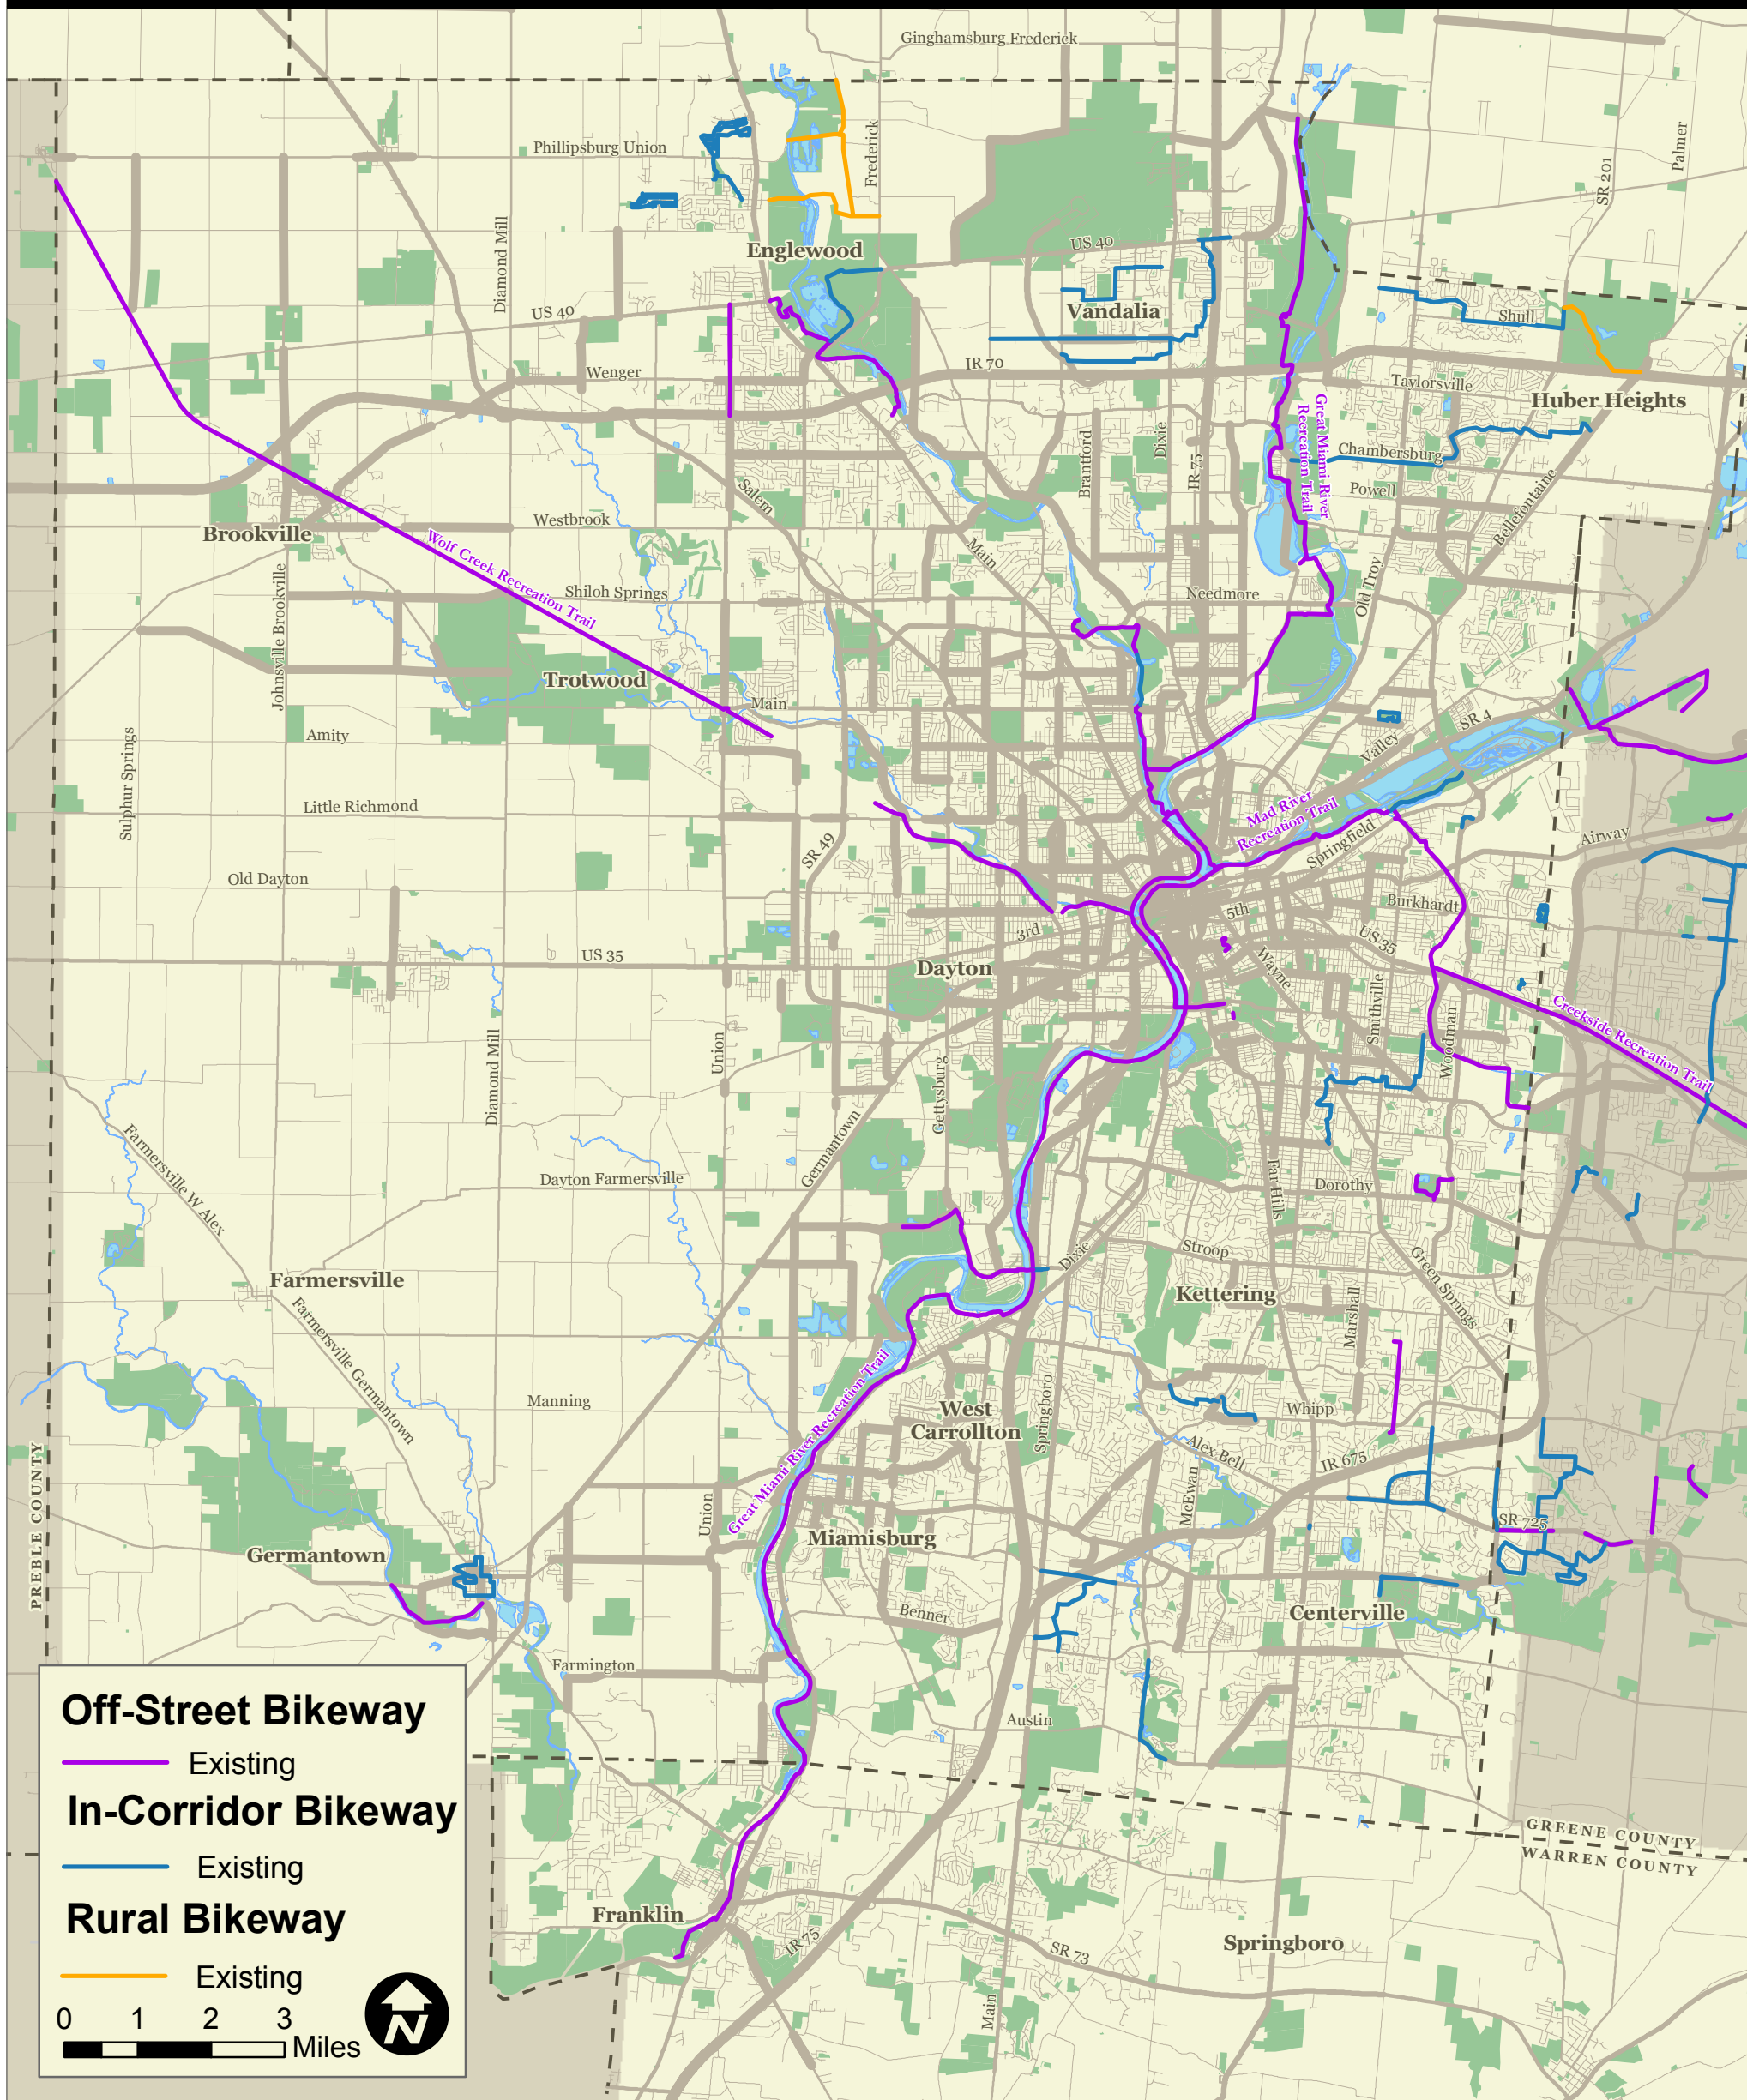 Ginghamsburg Frederick
Phillipsburg Union
Frederick
SR 201
Palmer
Diamond Mill
Englewood
US 40
Vandalia
US 40
Shull
IR 70
Wenger
Taylorsville
Huber Heights
Great Miami River
Recreation Trail
Brantford
Dixie
IR 75
Chambersburg
Salem
Powell
Bellefontaine
Brookville
Westbrook
Wolf Creek Recreation Trail
Main
Shiloh Springs
Needmore
Old Troy
Johnsville Brookville
Trotwood
Main
SR 4
Amity
Valley
Sulphur Springs
Little Richmond
Mad River
Recreation Trail
Springfield
Airway
SR 49
Old Dayton
Burkhardt
5th
3rd
US 35
US 35
Dayton
Wayne
Smithville
Creekside Recreation Trail
Woodman
Diamond Mill
Union
Gettysburg
Germantown
Farmersville W Alex
Dayton Farmersville
Far Hills
Dorothy
Stroop
Dixie
Green Springs
Farmersville
Kettering
Marshall
Farmersville Germantown
Great Miami River Recreation Trail
Manning
West
Carrollton
Springboro
Whipp
Alex Bell
IR 675
McEwan
PREBLE COUNTY
Union
SR 725
Miamisburg
Germantown
Benner
Centerville
Farmington
Austin
GREENE COUNTY
WARREN COUNTY
Franklin
IR 75
SR 73
Springboro
Main
Off-Street Bikeway
Existing
In-Corridor Bikeway
Existing
Rural Bikeway
Existing
0 1 2 3
Miles
N